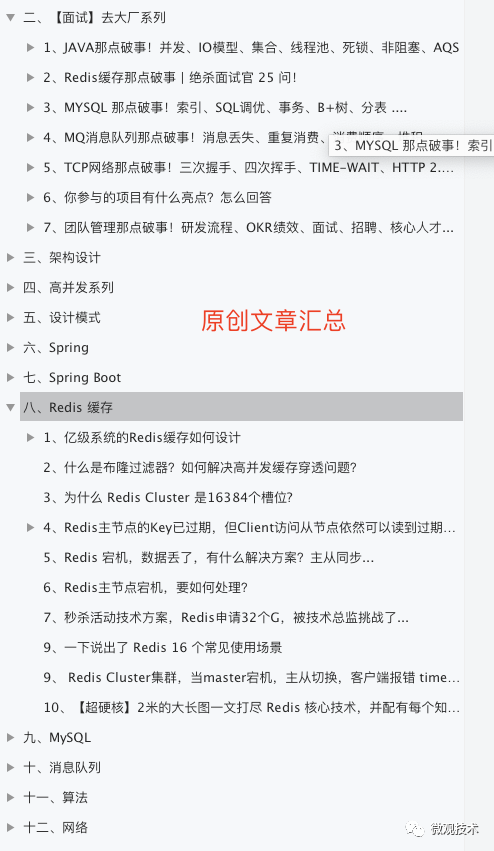 二、【面试】去大厂系列
1、JAVA那点破事！并发、IO模型、集合、线程池、死锁、非阻塞、AQS
2、Redis缓存那点破事 | 绝杀面试官 25 问！
3、MYSQL 那点破事！索引、SQL调优、事务、B+树、分表 ....
4、MQ消息队列那点破事！消息丢失、重复消费、
3、MYSQL 那点破事！索引
5、TCP网络那点破事！三次握手、四次挥手、TIME-WAIT、HTTP 2....
6、你参与的项目有什么亮点？怎么回答
7、团队管理那点破事！研发流程、OKR绩效、面试、招聘、核心人才...
三、架构设计
四、高并发系列
五、设计模式
原创文章汇总
六、Spring
七、Spring Boot
八、Redis 缓存
1、亿级系统的Redis缓存如何设计
2、什么是布隆过滤器？如何解决高并发缓存穿透问题？
3、为什么 Redis Cluster 是16384个槽位？
4、Redis主节点的Key已过期，但Client访问从节点依然可以读到过期...
5、Redis 宕机，数据丢了，有什么解决方案？主从同步...
6、Redis主节点宕机，要如何处理？
7、秒杀活动技术方案，Redis申请32个G，被技术总监挑战了...
9、一下说出了 Redis 16 个常见使用场景
9、 Redis Cluster集群，当master宕机，主从切换，客户端报错 time...
10、【超硬核】2米的大长图一文打尽 Redis 核心技术，并配有每个知...
九、MySQL
十、消息队列
十一、算法
十二、网络
微观技术